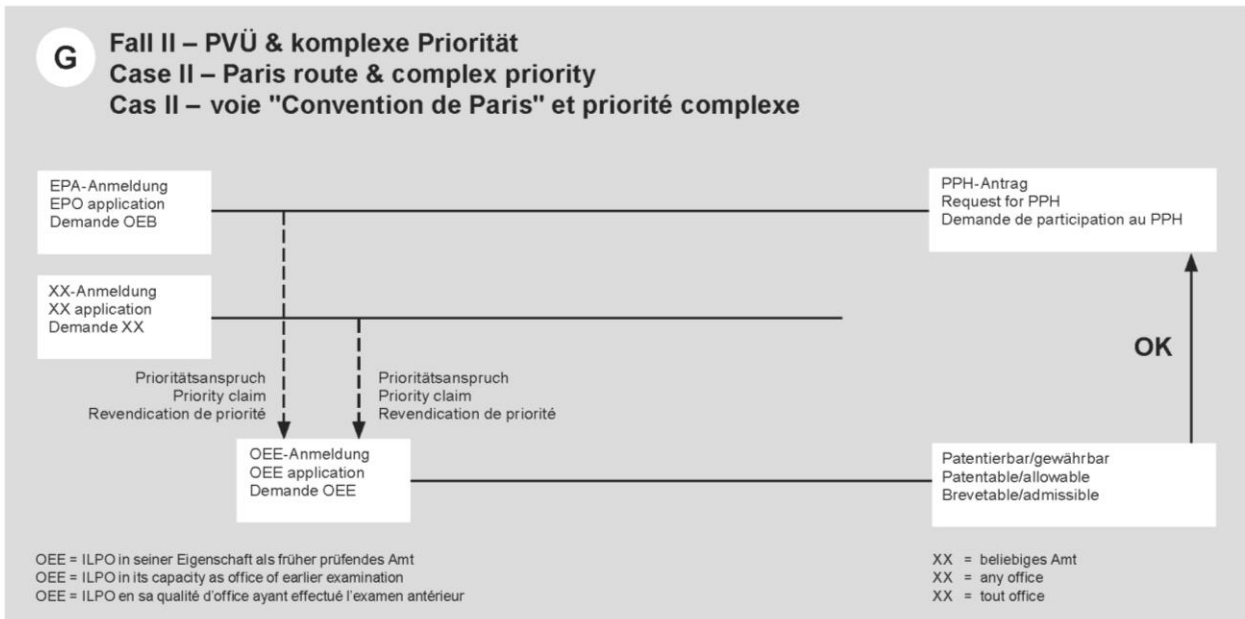 G
Fall II – PVÜ & komplexe Priorität
Case II – Paris route & complex priority
Cas II – voie "Convention de Paris" et priorité complexe
EPA-Anmeldung
EPO application
Demande OEB
PPH-Antrag
Request for PPH
Demande de participation au PPH
XX-Anmeldung
XX application
Demande XX
OK
Prioritätsanspruch
Priority claim
Revendication de priorité
Prioritätsanspruch
Priority claim
Revendication de priorité
OEE-Anmeldung
OEE application
Demande OEE
Patentierbar/gewährbar
Patentable/allowable
Brevetable/admissible
OEE = ILPO in seiner Eigenschaft als früher prüfendes Amt
OEE = ILPO in its capacity as office of earlier examination
OEE = ILPO en sa qualité d'office ayant effectué l'examen antérieur
XX = beliebiges Amt
XX = any office
XX = tout office